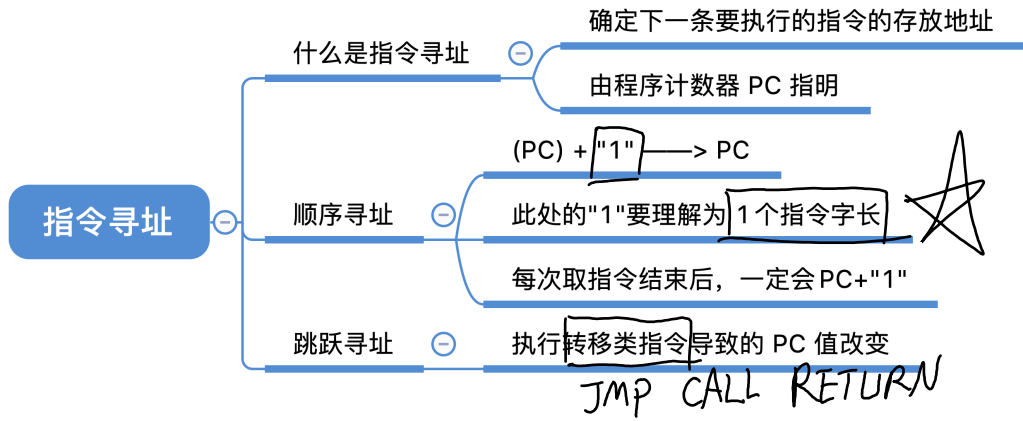 指令寻址
什么是指令寻址
确定下一条要执行的指令的存放地址
由程序计数器 PC 指明
顺序寻址
(PC) + "1" ——> PC
此处的"1"要理解为 1个指令字长
每次取指令结束后，一定会PC+"1"
跳跃寻址
执行转移类指令导致的 PC 值改变
JMP CALL RETURN